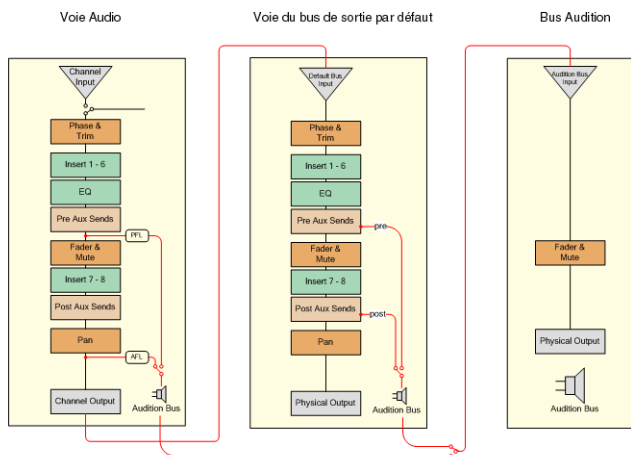 Voie Audio
Voie du bus de sortie par défaut
Bus Audition
Channel
Input
Phase &
Trim
Insert 1 - 6
EQ
Pre Aux Sends
PFL
Fader &
Mute
Insert 7 - 8
Post Aux Sends
Pan
AFL
Channel Output
Audition Bus
Default Bus
Input
Phase &
Trim
Insert 1 - 6
EQ
Pre Aux Sends
pre
Fader &
Mute
Insert 7 - 8
Post Aux Sends
post
Pan
Physical Output
Audition Bus
Audition Bus
Input
Fader &
Mute
Physical Output
Audition Bus